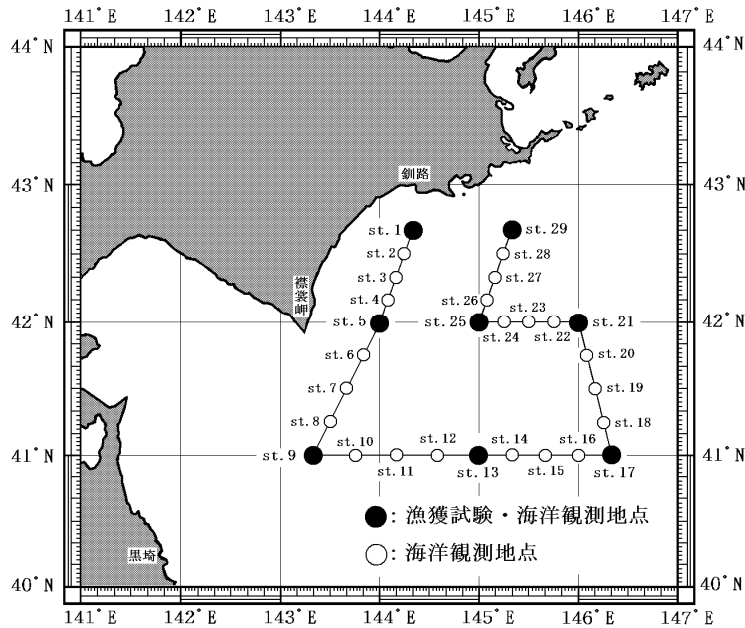 141°E 142°E 143°E 144°E 145°E 146°E 147°E
44°N 44°N
釧路
43°N 43°N
st.1 st.29
st.2 st.28
st.3 st.27
襟裳岬
st.4 st.26 st.23
42°N st.5 st.25 st.21 42°N
st.24 st.22
st.6 st.20
st.7 st.19
st.8 st.18
st.10 st.12 st.14 st.16
41°N st.9 41°N
st.11 st.13 st.15 st.17
●: 漁獲試験・海洋観測地点
○: 海洋観測地点
黒埼
40°N 40°N
141°E 142°E 143°E 144°E 145°E 146°E 147°E